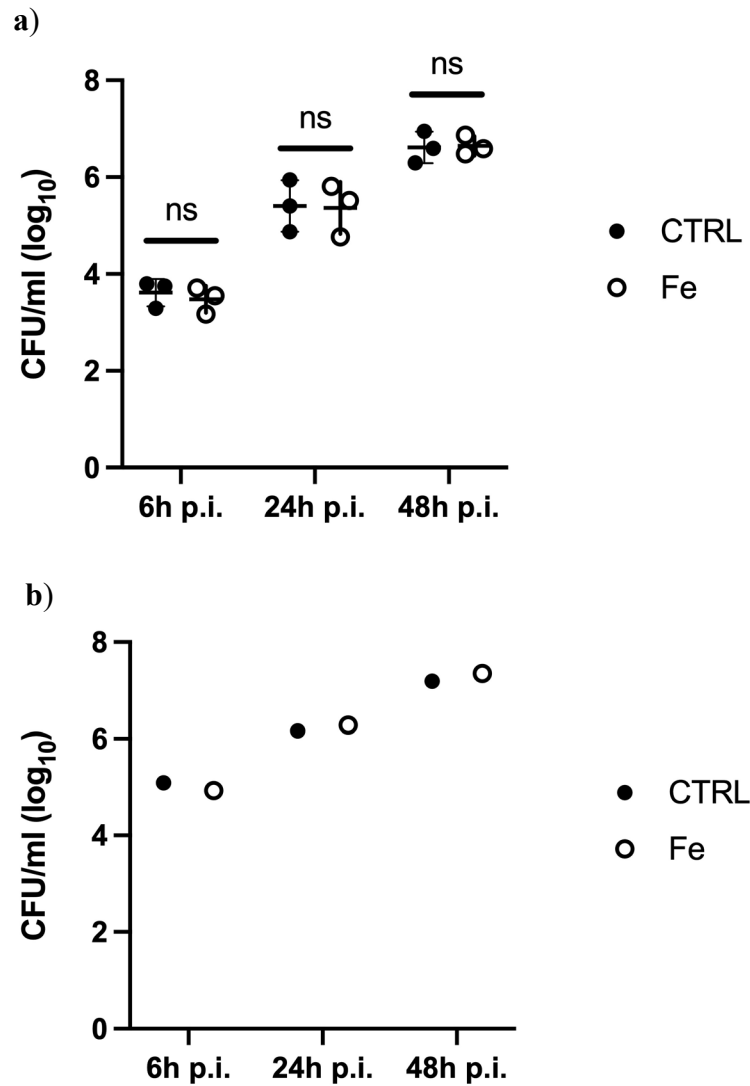 a)
ns
ns
ns
8
6
4
2
0
CFU/ml (log10)
6h p.i.
24h p.i.
48h p.i.
CTRL
Fe
b)
8
6
4
2
0
CFU/ml (log10)
6h p.i.
24h p.i.
48h p.i.
CTRL
Fe